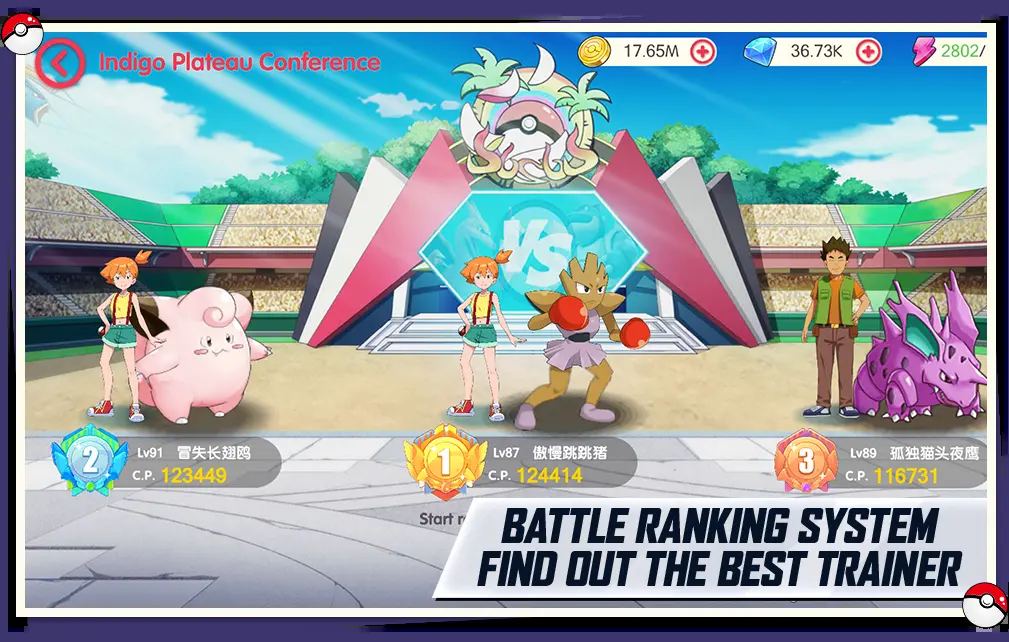 Indigo Plateau Conference
17.65M
36.73K
2802/
VS
2
Lv91 冒失长翅鸥
C.P. 123449
1
Lv87 傲慢跳跳猪
C.P. 124414
3
Lv89 孤独猫头夜鹰
C.P. 116731
Start
BATTLE RANKING SYSTEM
FIND OUT THE BEST TRAINER